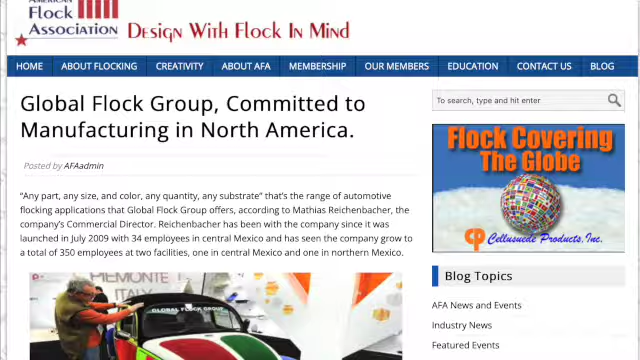 AMERICAN
FLOCK
ASSOCIATION
DESIGN WITH FLOCK IN MIND
HOME ABOUT FLOCKING CREATIVITY ABOUT AFA MEMBERSHIP OUR MEMBERS EDUCATION CONTACT US BLOG
Global Flock Group, Committed to
Manufacturing in North America.
Posted by AFAadmin
"Any part, any size, and color, any quantity, any substrate" that's the range of automotive
flocking applications that Global Flock Group offers, according to Mathias Reichenbacher, the
company's Commercial Director. Reichenbacher has been with the company since it was
launched in July 2009 with 34 employees in central Mexico and has seen the company grow to
a total of 350 employees at two facilities, one in central Mexico and one in northern Mexico.
PIEMONTE
ITALY
GLOBAL FLOCK GROUP
To search, type and hit enter
Flock Covering
The Globe
Cellusuede Products, Inc.
Blog Topics
AFA News and Events
Industry News
Featured Events